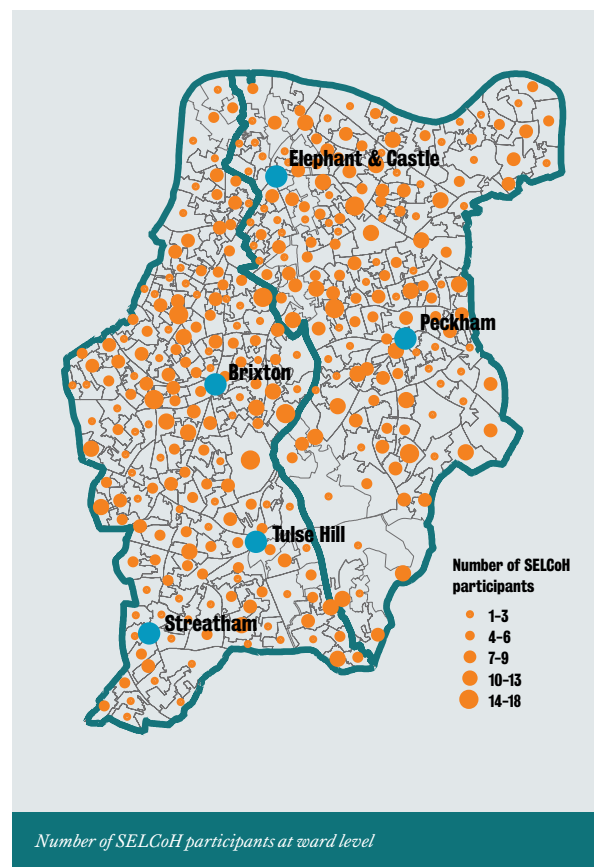 Elephant & Castle
Peckham
Brixton
Tulse Hill
Streatham
Number of SELCoH
participants
1-3
4-6
7-9
10-13
14-18
Number of SELCoH participants at ward level